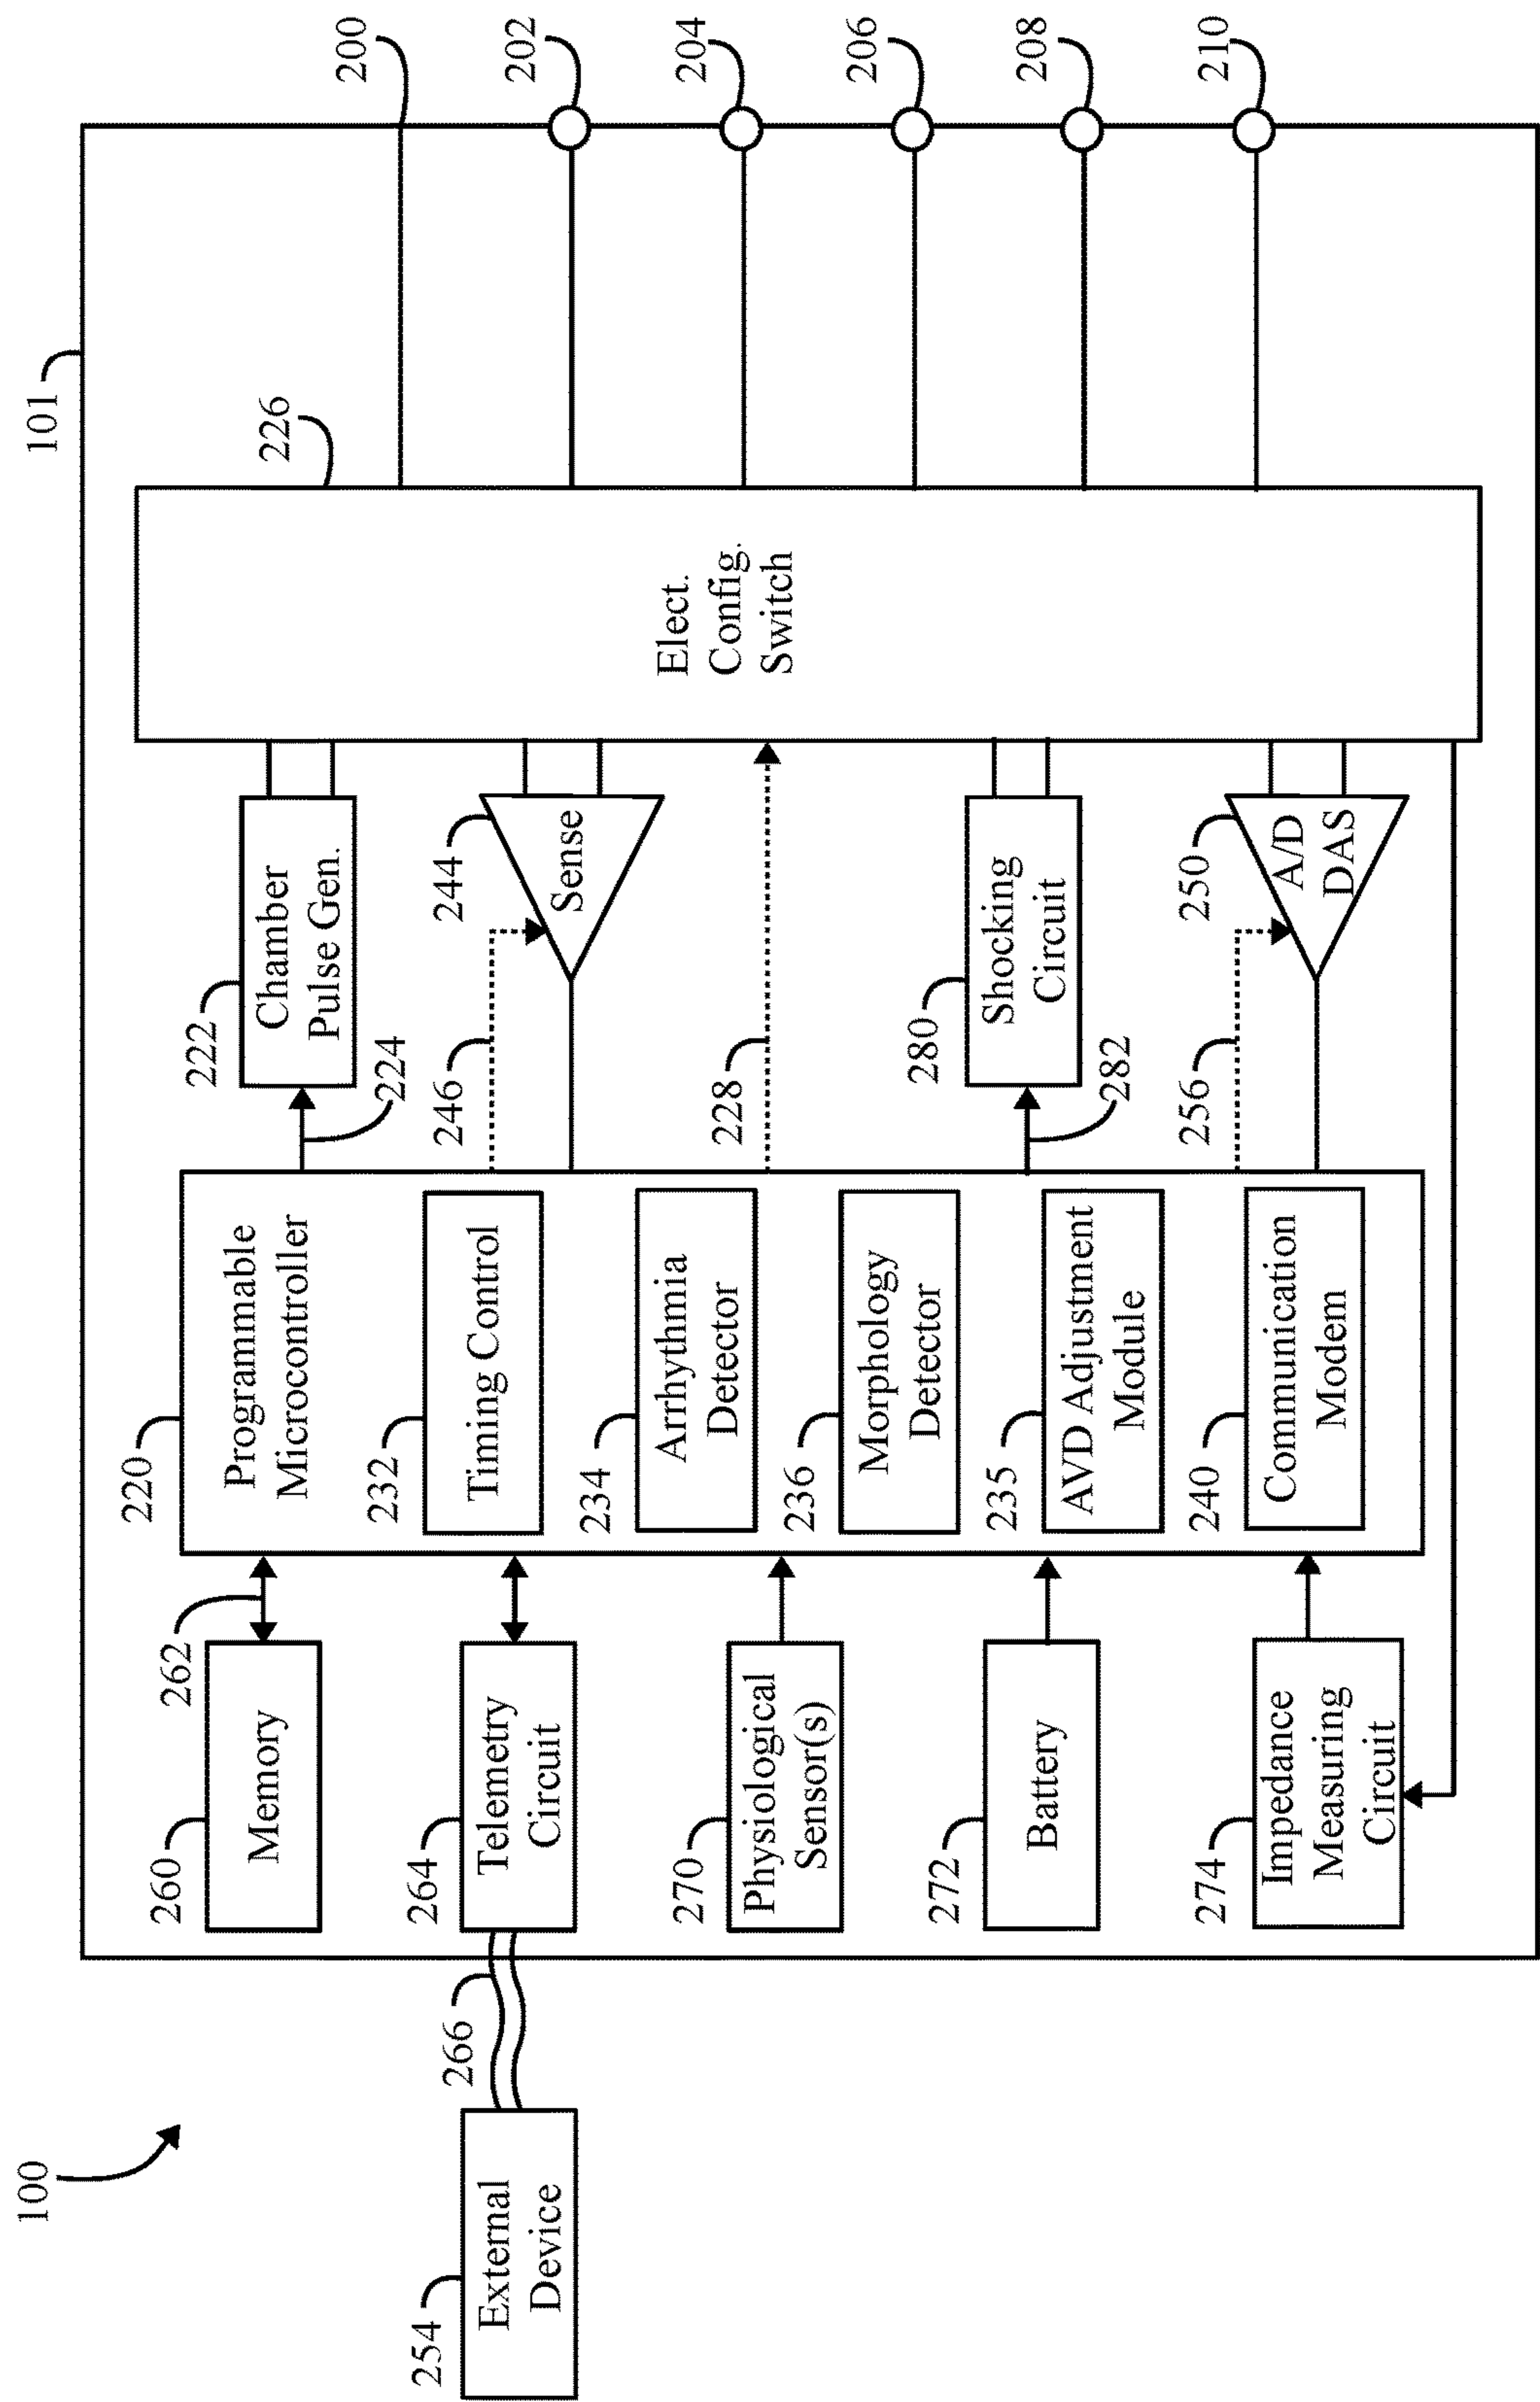 100
101
254
External
Device
266
260
Memory
262
264
Telemetry
Circuit
270
Physiological
Sensor(s)
272
Battery
274
Impedance
Measuring
Circuit
220
Programmable
Microcontroller
232
Timing Control
234
Arrhythmia
Detector
236
Morphology
Detector
235
AVD Adjustment
Module
240
Communication
Modem
222
Chamber
Pulse Gen.
224
244
Sense
246
228
280
Shocking
Circuit
282
250
A/D
DAS
256
226
Elect.
Config.
Switch
200
202
204
206
208
210